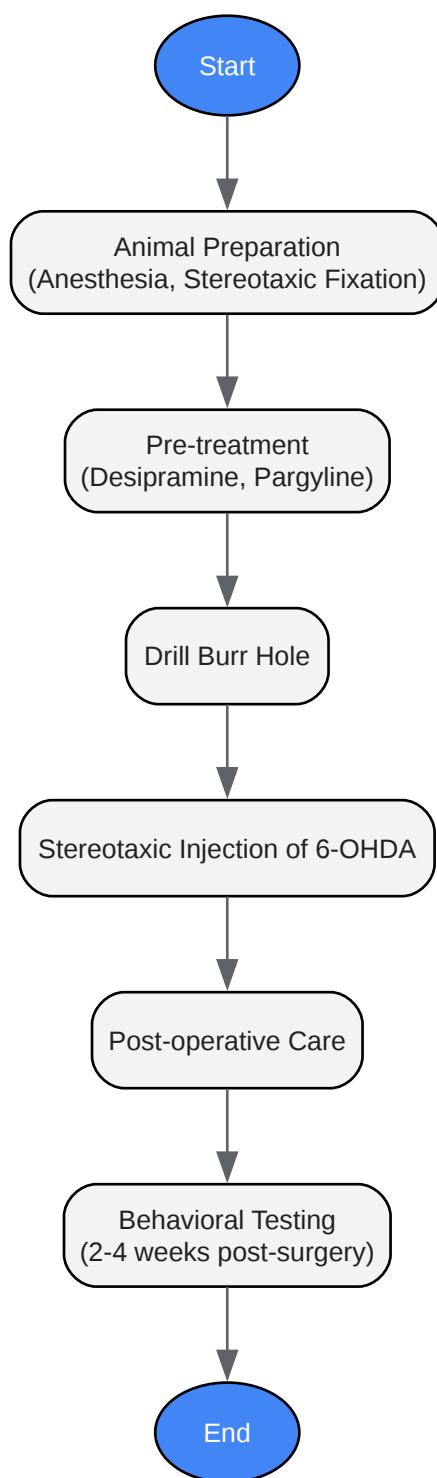 Start
Animal Preparation
(Anesthesia, Stereotaxic Fixation)
Pre-treatment
(Desipramine, Pargyline)
Drill Burr Hole
Stereotaxic Injection of 6-OHDA
Post-operative Care
Behavioral Testing
(2-4 weeks post-surgery)
End